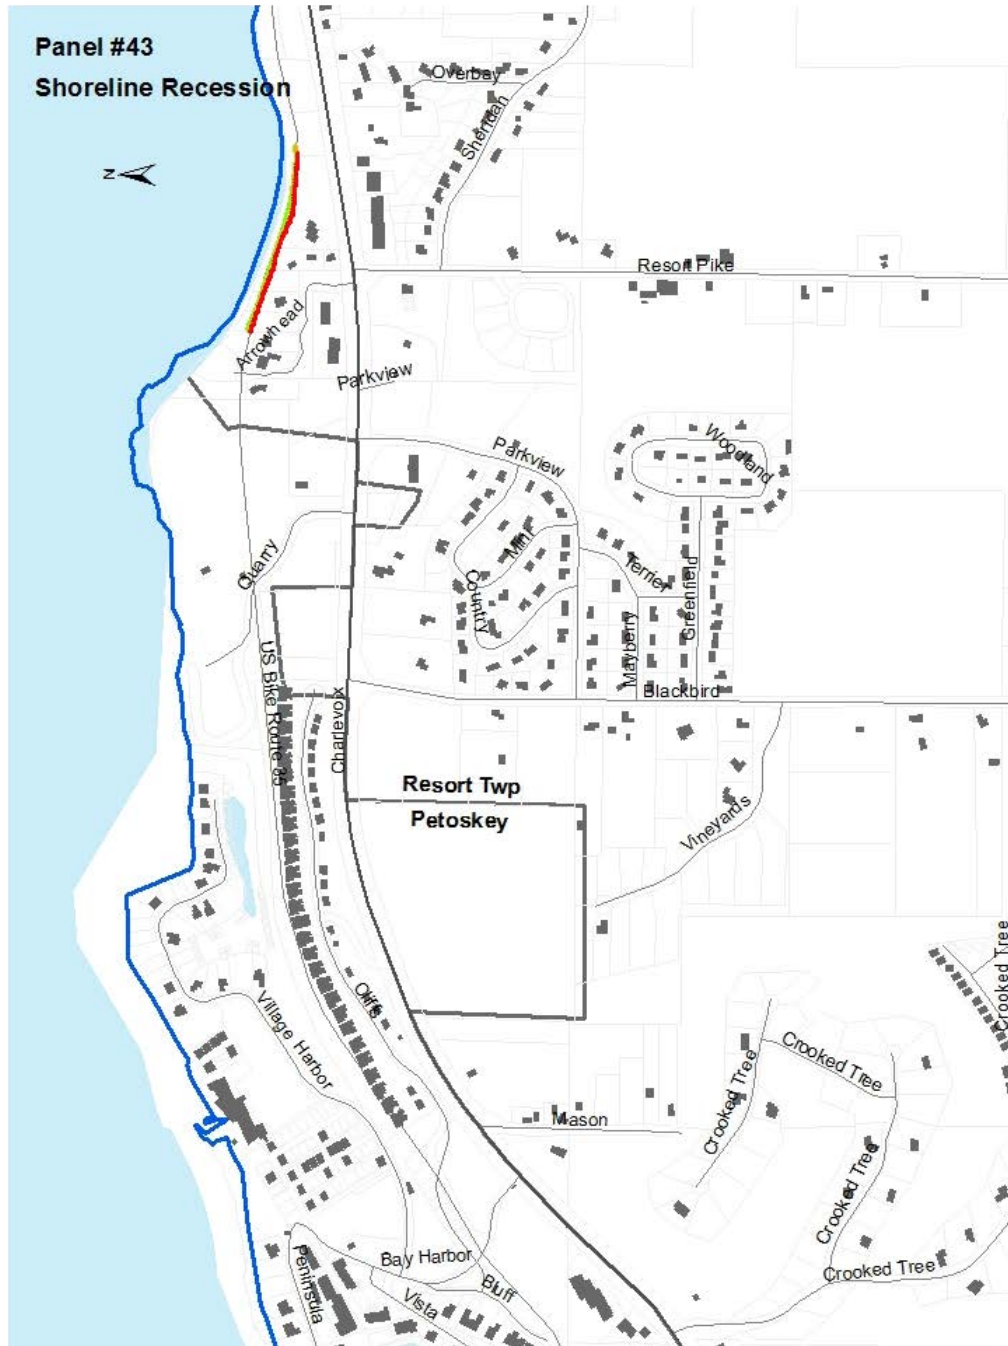 Panel #43
Shoreline Recession
Overbay
Sheridan
N
Resort Pike
Arrowhead
Parkview
Parkview
Woodland
Mini
Quarry
Country
Terrier
Greenfield
Mayberry
US Bike Route 35
Charlevoix
Blackbird
Resort Twp
Petoskey
Vineyards
Cliffs
Village Harbor
Crooked Tree
Crooked Tree
Crooked Tree
Mason
Crooked Tree
Bay Harbor
Crooked Tree
Peninsula
Bluff
Vista